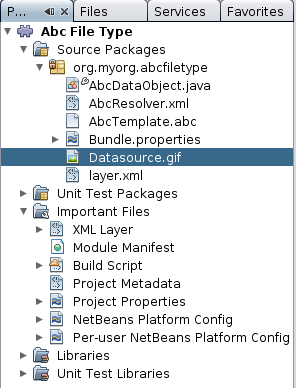 P... Files Services Favorites
Abc File Type
Source Packages
org.myorg.abcfiletype
AbcDataObject.java
AbcResolver.xml
AbcTemplate.abc
Bundle.properties
Datasource.gif
layer.xml
Unit Test Packages
Important Files
XML Layer
Module Manifest
Build Script
Project Metadata
Project Properties
NetBeans Platform Config
Per-user NetBeans Platform Config
Libraries
Unit Test Libraries